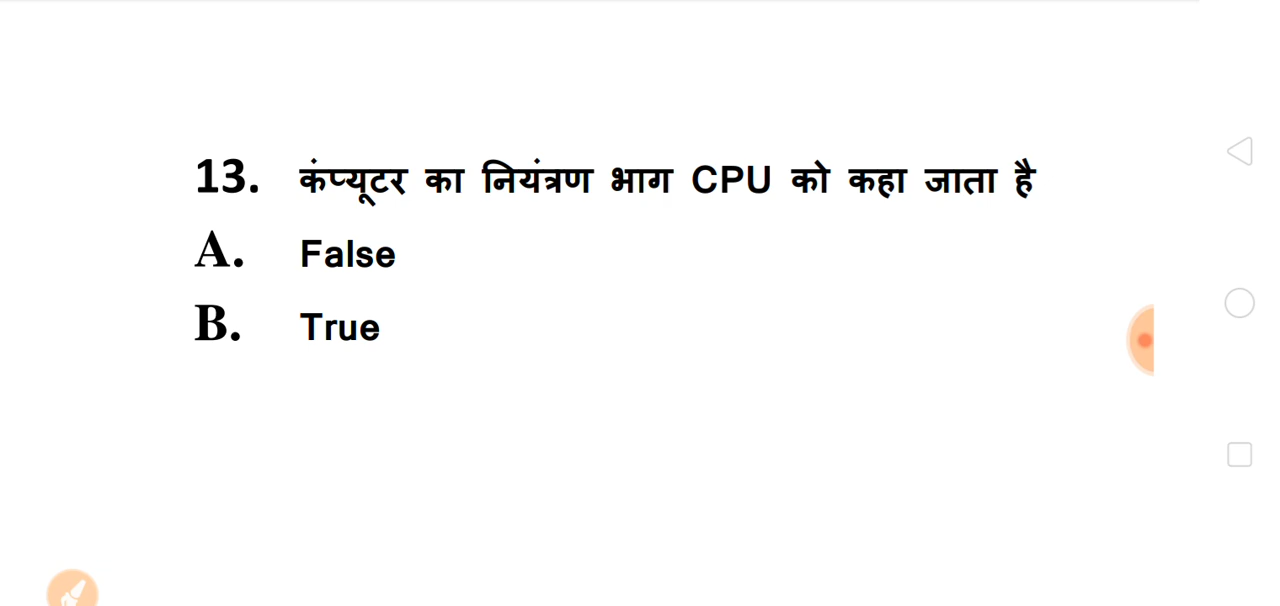 13. कंप्यूटर का नियंत्रण भाग CPU को कहा जाता है
A. False
B. True